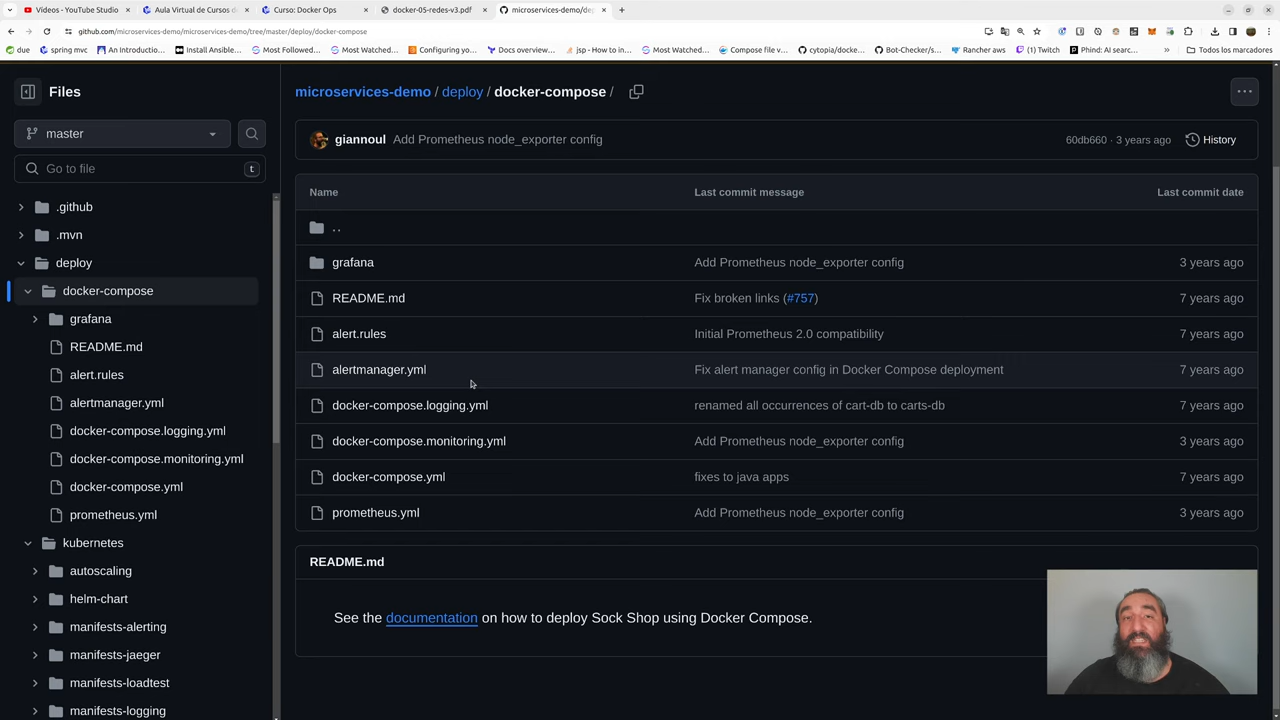 Vídeos - YouTube Studio
Aula Virtual de Cursos d
Curso: Docker Ops
docker-05-redes-v3.pdf
microservices-demo/dep
github.com/microservices-demo/microservices-demo/tree/master/deploy/docker-compose
due
spring mvc
An Introduction...
Install Ansible...
Most Followed...
Most Watched...
Configuring yo...
Docs overview...
jsp - How to in...
Most Watched...
Compose file v...
cytopia/docke...
Bot-Checker/s...
Rancher aws
(1) Twitch
Phind: AI searc...
Todos los marcadores
Files
master
Go to file
t
.github
.mvn
deploy
docker-compose
grafana
README.md
alert.rules
alertmanager.yml
docker-compose.logging.yml
docker-compose.monitoring.yml
docker-compose.yml
prometheus.yml
kubernetes
autoscaling
helm-chart
manifests-alerting
manifests-jaeger
manifests-loadtest
manifests-logging
microservices-demo / deploy / docker-compose /
giannoul Add Prometheus node_exporter config 60db660 · 3 years ago History
Name Last commit message Last commit date
..
grafana Add Prometheus node_exporter config 3 years ago
README.md Fix broken links (#757) 7 years ago
alert.rules Initial Prometheus 2.0 compatibility 7 years ago
alertmanager.yml Fix alert manager config in Docker Compose deployment 7 years ago
docker-compose.logging.yml renamed all occurrences of cart-db to carts-db 7 years ago
docker-compose.monitoring.yml Add Prometheus node_exporter config 3 years ago
docker-compose.yml fixes to java apps 7 years ago
prometheus.yml Add Prometheus node_exporter config 3 years ago
README.md
See the documentation on how to deploy Sock Shop using Docker Compose.